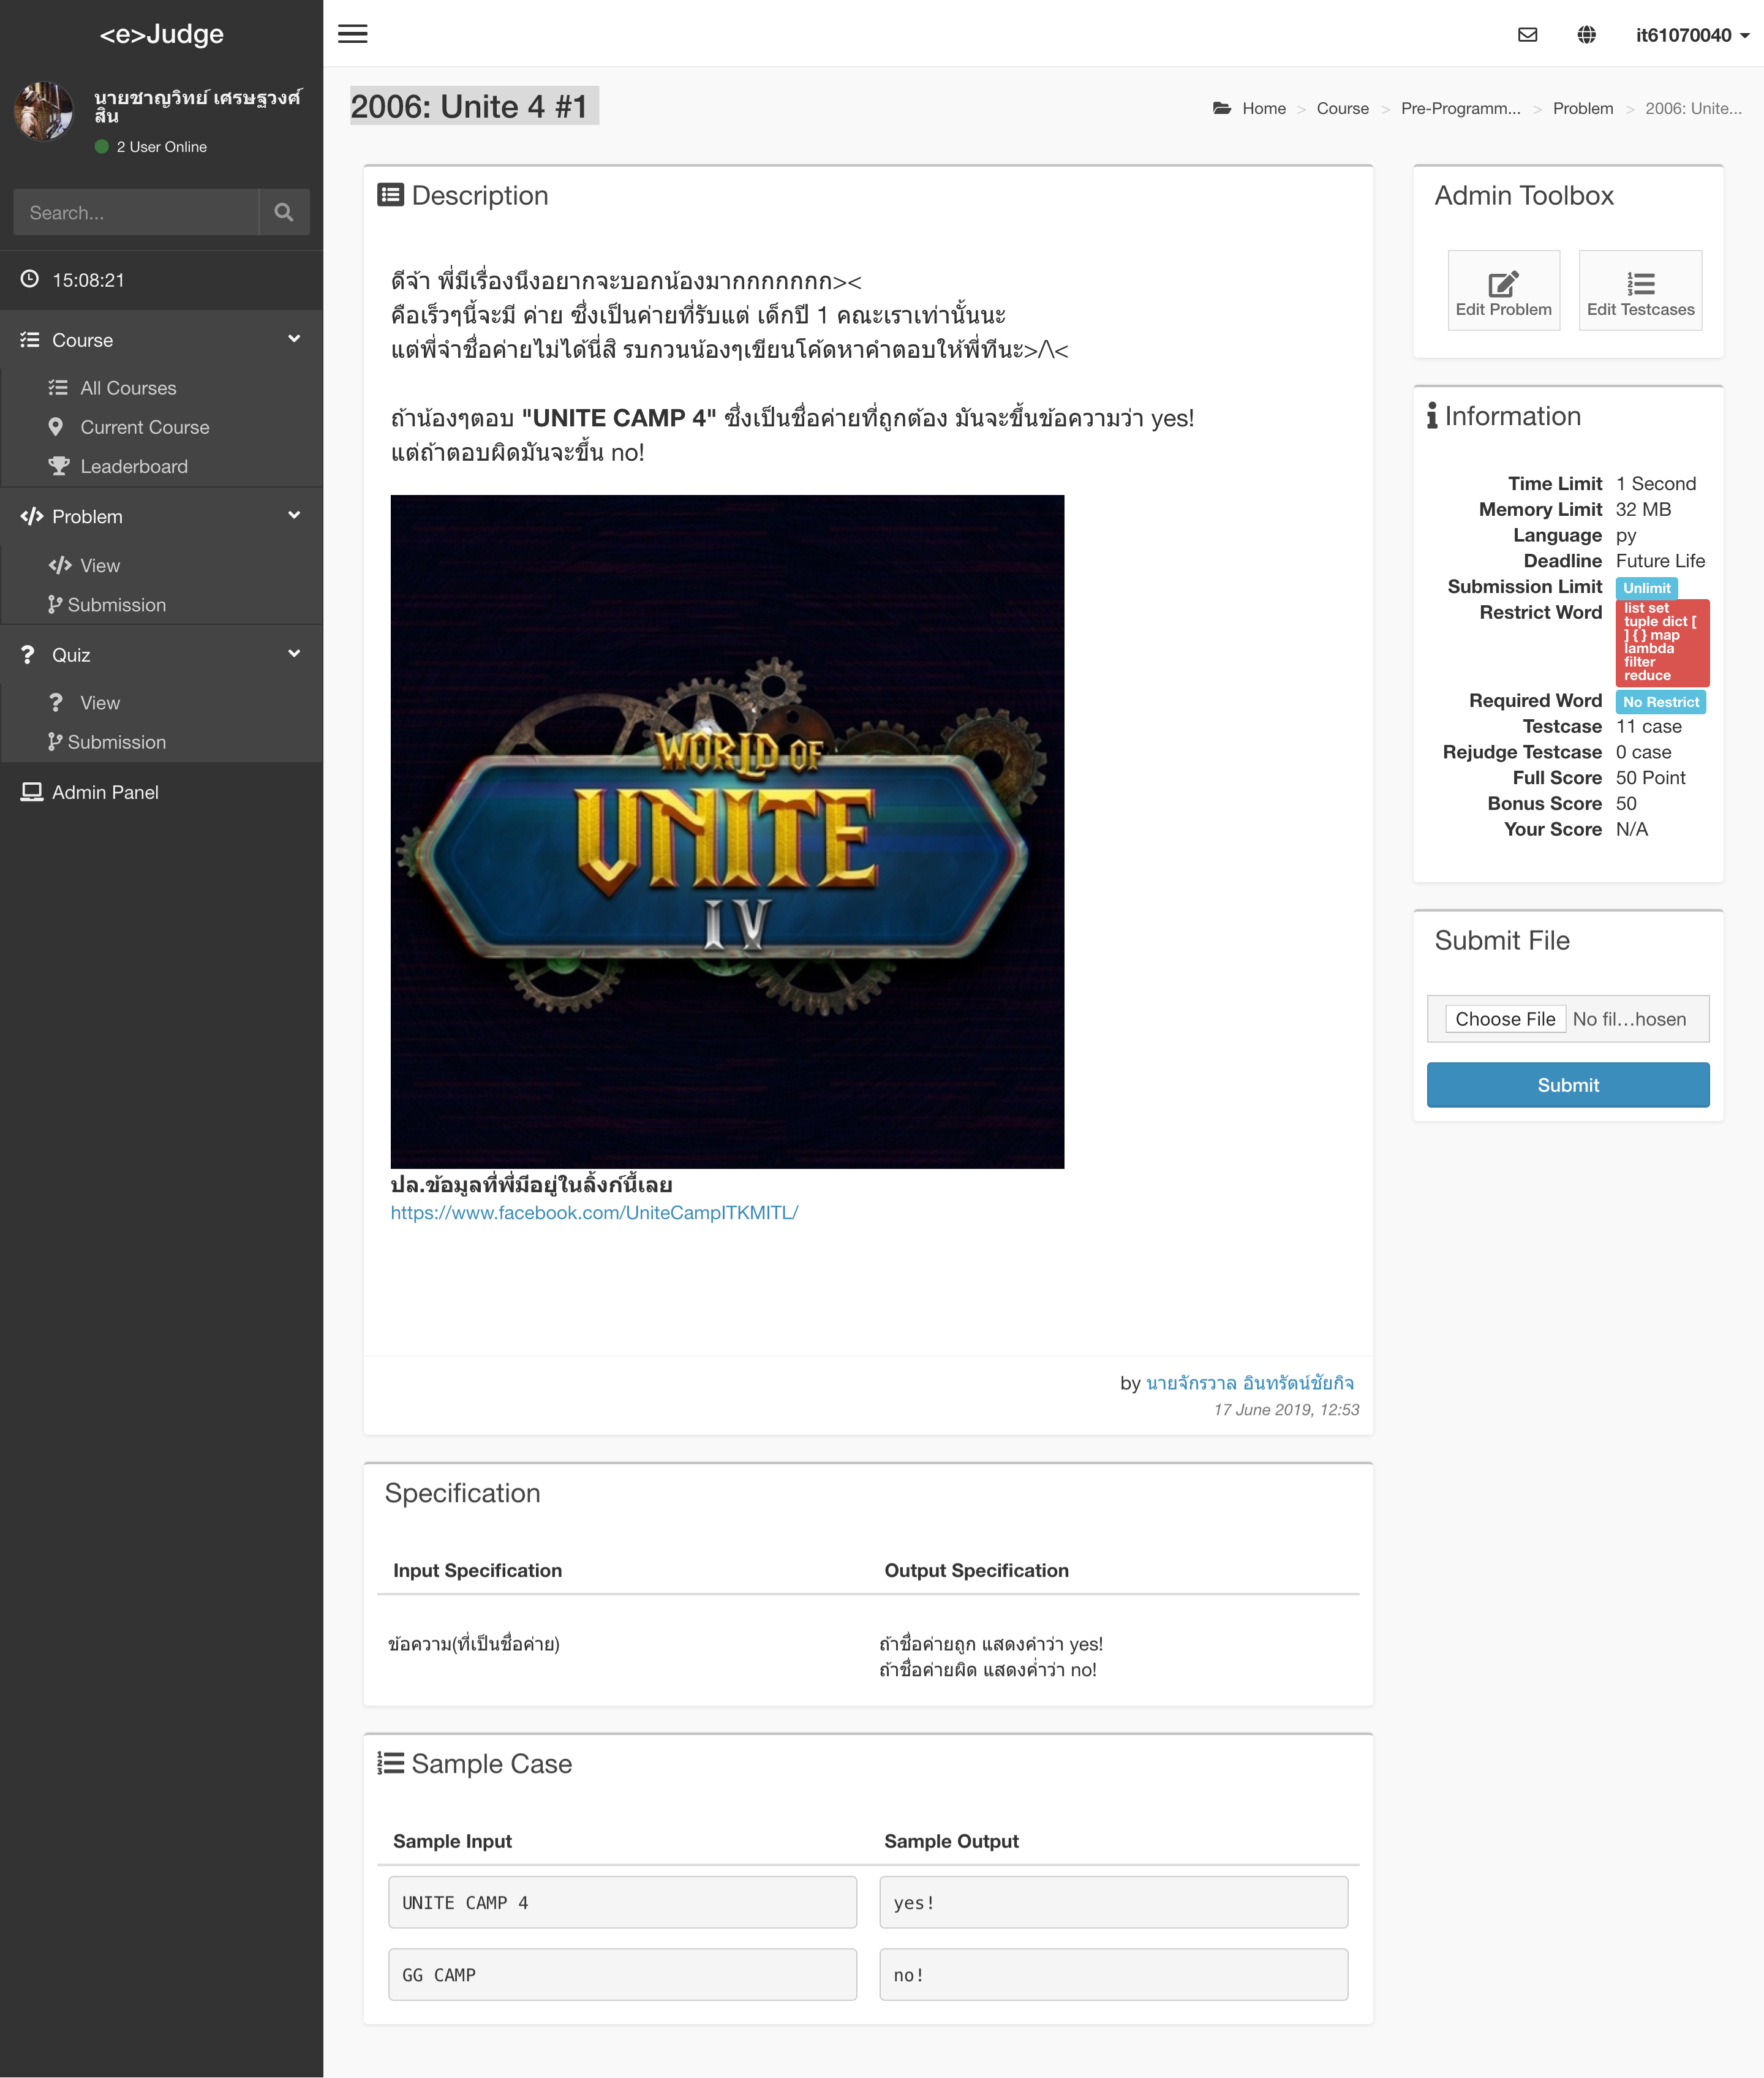 <e>Judge
it61070040
นายชาญวิทย์ เศรษฐวงศ์
สิน
2 User Online
Search...
15:08:21
Course
All Courses
Current Course
Leaderboard
Problem
View
Submission
Quiz
View
Submission
Admin Panel
2006: Unite 4 #1
Home > Course > Pre-Programm... > Problem > 2006: Unite...
Description
ดีจ้า พี่มีเรื่องนึงอยากจะบอกน้องมากกกกกกก><
คือเร็วๆนี้จะมี ค่าย ซึ่งเป็นค่ายที่รับแต่ เด็กปี 1 คณะเราเท่านั้นนะ
แต่พี่จำชื่อค่ายไม่ได้นี่สิ รบกวนน้องๆเขียนโค้ดหาคำตอบให้พี่ทีนะ>/\<
ถ้าน้องๆตอบ "UNITE CAMP 4" ซึ่งเป็นชื่อค่ายที่ถูกต้อง มันจะขึ้นข้อความว่า yes!
แต่ถ้าตอบผิดมันจะขึ้น no!
WORLD OF
UNITE
IV
ปล.ข้อมูลที่พี่มีอยู่ในลิ้งก์นี้เลย
https://www.facebook.com/UniteCampITKMITL/
by นายจักรวาล อินทรัตน์ชัยกิจ
17 June 2019, 12:53
Specification
Input Specification
Output Specification
ข้อความ(ที่เป็นชื่อค่าย)
ถ้าชื่อค่ายถูก แสดงคำว่า yes!
ถ้าชื่อค่ายผิด แสดงค่ำว่า no!
Sample Case
Sample Input
Sample Output
UNITE CAMP 4
yes!
GG CAMP
no!
Admin Toolbox
Edit Problem
Edit Testcases
Information
Time Limit 1 Second
Memory Limit 32 MB
Language py
Deadline Future Life
Submission Limit Unlimit
Restrict Word list set
tuple dict [
] { } map
lambda
filter
reduce
Required Word No Restrict
Testcase 11 case
Rejudge Testcase 0 case
Full Score 50 Point
Bonus Score 50
Your Score N/A
Submit File
Choose File No fil...hosen
Submit